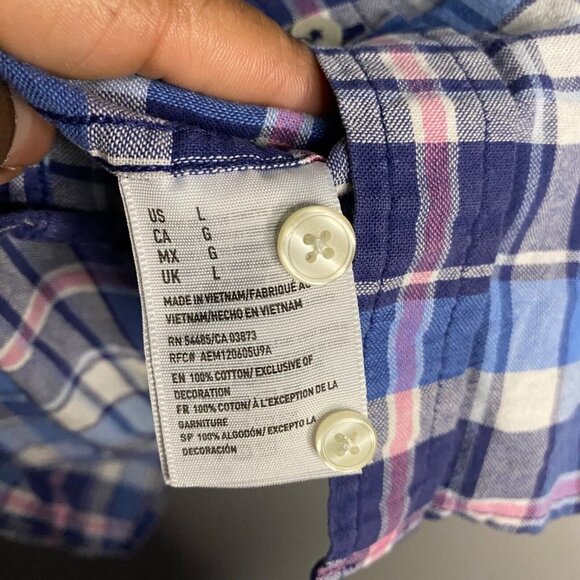 US L
CA G
MX G
UK L
MADE IN VIETNAM/FABRIQUÉ AU
VIETNAM/HECHO EN VIETNAM
RN 54485/CA 03873
RFC# AEM120605U9A
EN 100% COTTON/EXCLUSIVE OF
DECORATION
FR 100% COTON/ À L'EXCEPTION DE LA
GARNITURE
SP 100% ALGODÓN/ EXCEPTO LA
DECORACIÓN